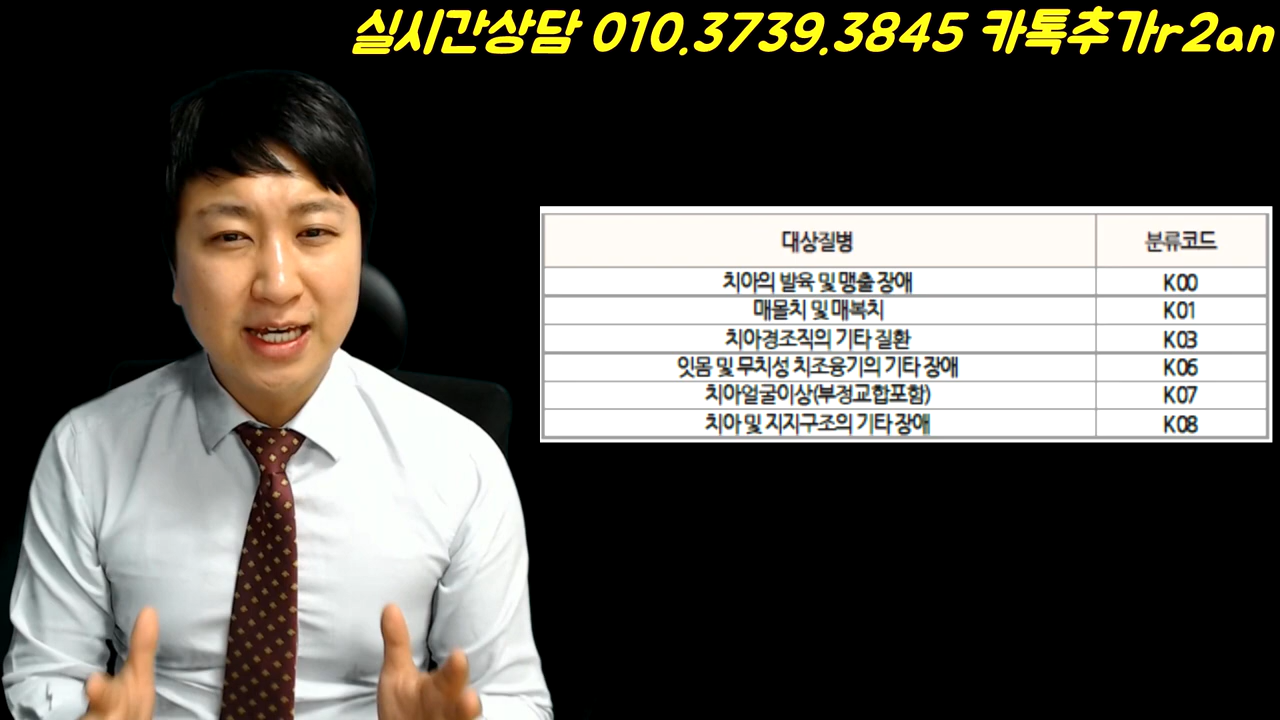 실시간상담 010.3739.3845 카톡추가r2an
대상질병 분류코드
치아의 발육 및 맹출 장애 K00
매몰치 및 매복치 K01
치아경조직의 기타 질환 K03
잇몸 및 무치성 치조융기의 기타 장애 K06
치아얼굴이상(부정교합포함) K07
치아 및 지지구조의 기타 장애 K08